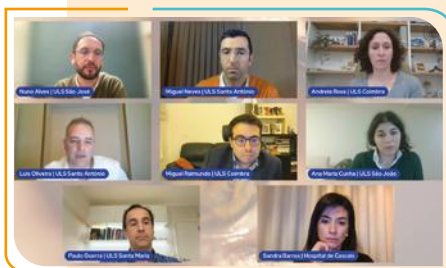 Nuno Alves | ULS São José
Miguel Neves | ULS Santo António
Andreia Rosa | ULS Coimbra
Luís Oliveira | ULS Santo António
Miguel Raimundo | ULS Coimbra
Ana Maria Cunha | ULS São João
Paulo Guerra | ULS Santa Maria
Sandra Barros | Hospital de Cascais